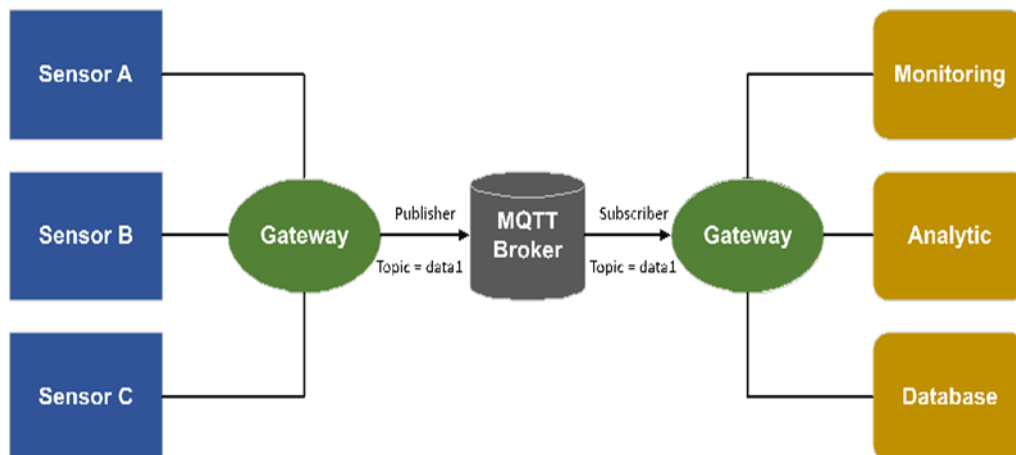 Sensor A
Sensor B
Sensor C
Gateway
Publisher
Topic = data1
MQTT
Broker
Subscriber
Topic = data1
Gateway
Monitoring
Analytic
Database